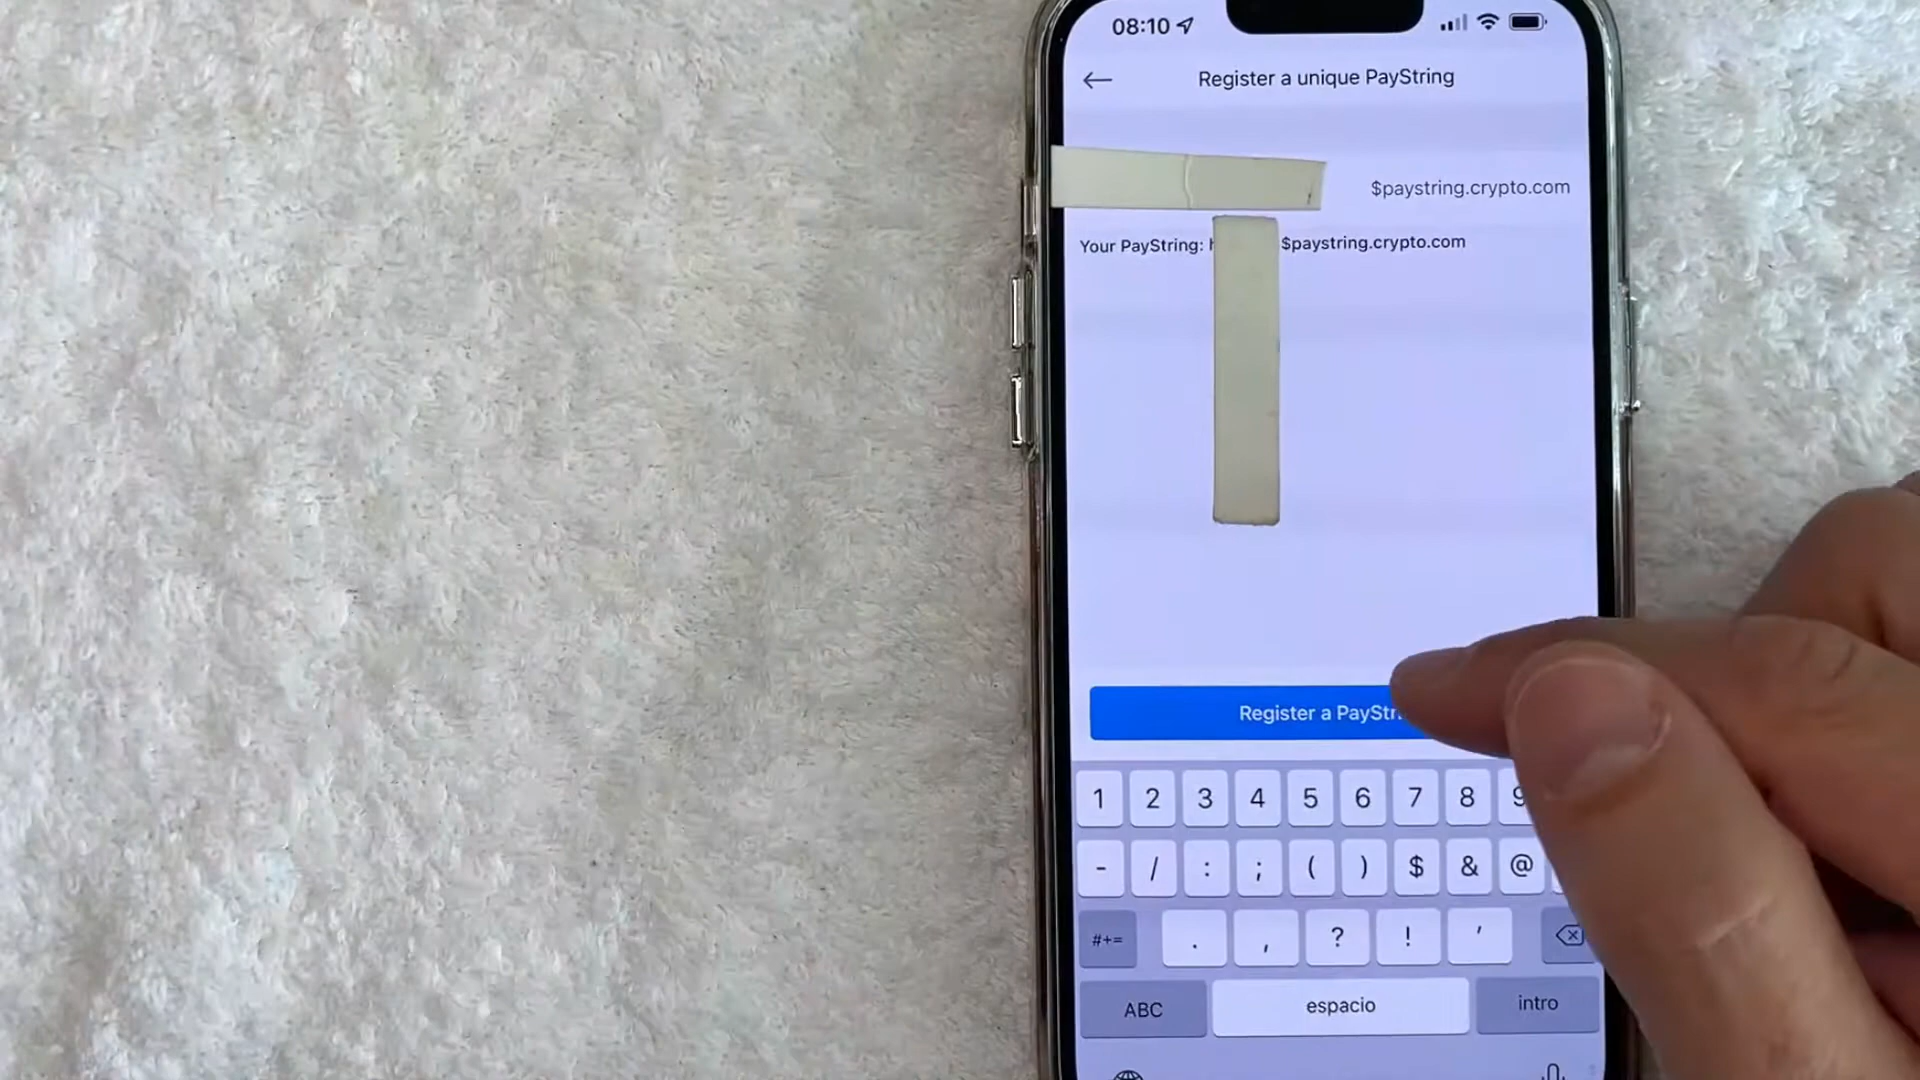 08:10
Register a unique PayString
$paystring.crypto.com
Your PayString: h $paystring.crypto.com
Register a PayStr
1 2 3 4 5 6 7 8 9
- / : ; ( ) $ & @
#+= . , ? ! ′
ABC espacio intro